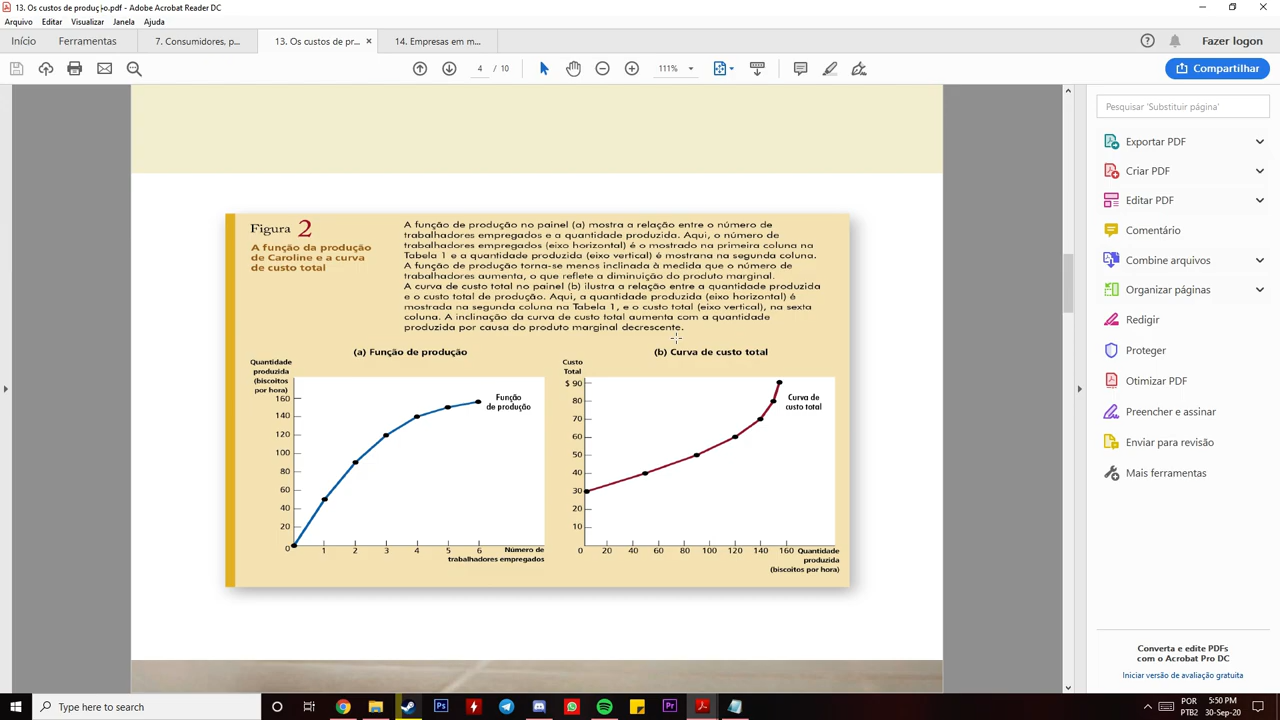 13. Os custos de produção.pdf - Adobe Acrobat Reader DC
Arquivo Editar Visualizar Janela Ajuda
Início Ferramentas 7. Consumidores, p... 13. Os custos de pr... × 14. Empresas em m... Fazer logon
4 / 10 111% Compartilhar
Pesquisar 'Substituir página'
Exportar PDF
Criar PDF
Editar PDF
Comentário
Combine arquivos
Organizar páginas
Redigir
Proteger
Otimizar PDF
Preencher e assinar
Enviar para revisão
Mais ferramentas
Converta e edite PDFs
com o Acrobat Pro DC
Iniciar versão de avaliação gratuita
Figura 2
A função da produção
de Caroline e a curva
de custo total
A função de produção no painel (a) mostra a relação entre o número de
trabalhadores empregados e a quantidade produzida. Aqui, o número de
trabalhadores empregados (eixo horizontal) é o mostrado na primeira coluna na
Tabela 1 e a quantidade produzida (eixo vertical) é mostrana na segunda coluna.
A função de produção torna-se menos inclinada à medida que o número de
trabalhadores aumenta, o que reflete a diminuição do produto marginal.
A curva de custo total no painel (b) ilustra a relação entre a quantidade produzida
e o custo total de produção. Aqui, a quantidade produzida (eixo horizontal) é
mostrada na segunda coluna na Tabela 1, e o custo total (eixo vertical), na sexta
coluna. A inclinação da curva de custo total aumenta com a quantidade
produzida por causa do produto marginal decrescente.
(a) Função de produção
Quantidade
produzida
(biscoitos
por hora)
160
140
120
100
80
60
40
20
0 1 2 3 4 5 6
Função
de produção
Número de
trabalhadores empregados
(b) Curva de custo total
Custo
Total
$ 90
80
70
60
50
40
30
20
10
0 20 40 60 80 100 120 140 160
Curva de
custo total
Quantidade
produzida
(biscoitos por hora)
Type here to search
POR
PTB2
5:50 PM
30-Sep-20